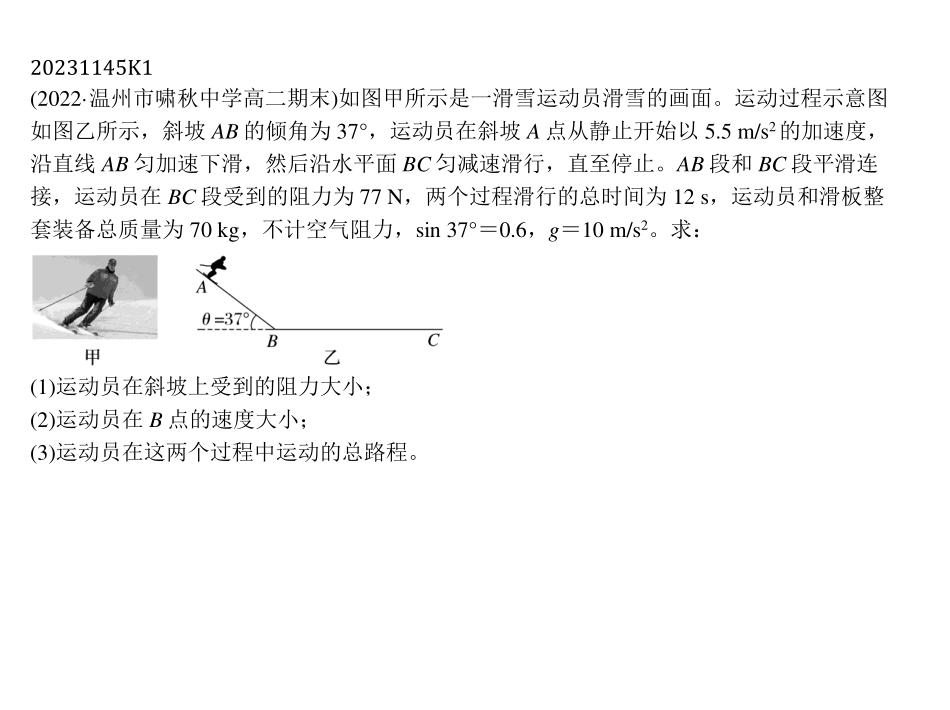 20231145K1
(2022·温州市啸秋中学高二期末)如图甲所示是一滑雪运动员滑雪的画面。运动过程示意图
如图乙所示，斜坡 AB 的倾角为 37°，运动员在斜坡 A 点从静止开始以 5.5 m/s²的加速度，
沿直线 AB 匀加速下滑，然后沿水平面 BC 匀减速滑行，直至停止。AB 段和 BC 段平滑连
接，运动员在 BC 段受到的阻力为 77 N，两个过程滑行的总时间为 12 s，运动员和滑板整
套装备总质量为 70 kg，不计空气阻力，sin 37°＝0.6，g＝10 m/s²。求：
A
θ=37°
B
C
甲
乙
(1)运动员在斜坡上受到的阻力大小；
(2)运动员在 B 点的速度大小；
(3)运动员在这两个过程中运动的总路程。